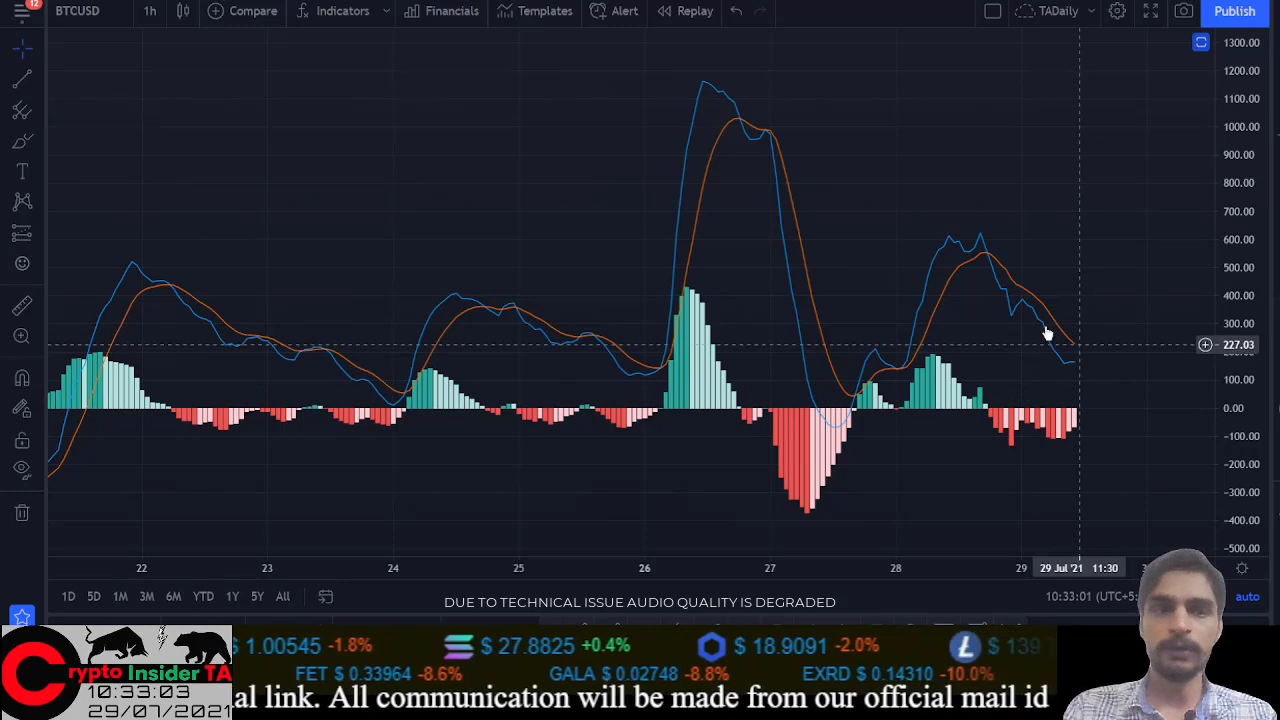 12
BTCUSD 1h Compare Indicators Financials Templates Alert Replay TADaily Publish
1300.00
1200.00
1100.00
1000.00
900.00
800.00
700.00
600.00
500.00
400.00
300.00
227.03
100.00
0.00
-100.00
-200.00
-300.00
-400.00
-500.00
22 23 24 25 26 27 28 29 29 Jul '21 11:30
1D 5D 1M 3M 6M YTD 1Y 5Y All 10:33:01 (UTC+5: auto
DUE TO TECHNICAL ISSUE AUDIO QUALITY IS DEGRADED
$ 1.00545 -1.8% $ 27.8825 +0.4% $ 18.9091 -2.0% $ 139
FET $ 0.33964 -8.6% GALA $ 0.02748 -8.8% EXRD $ 0.14310 -10.0%
Crypto Insider TA
10:33:03
29/07/2021
al link. All communication will be made from our official mail id